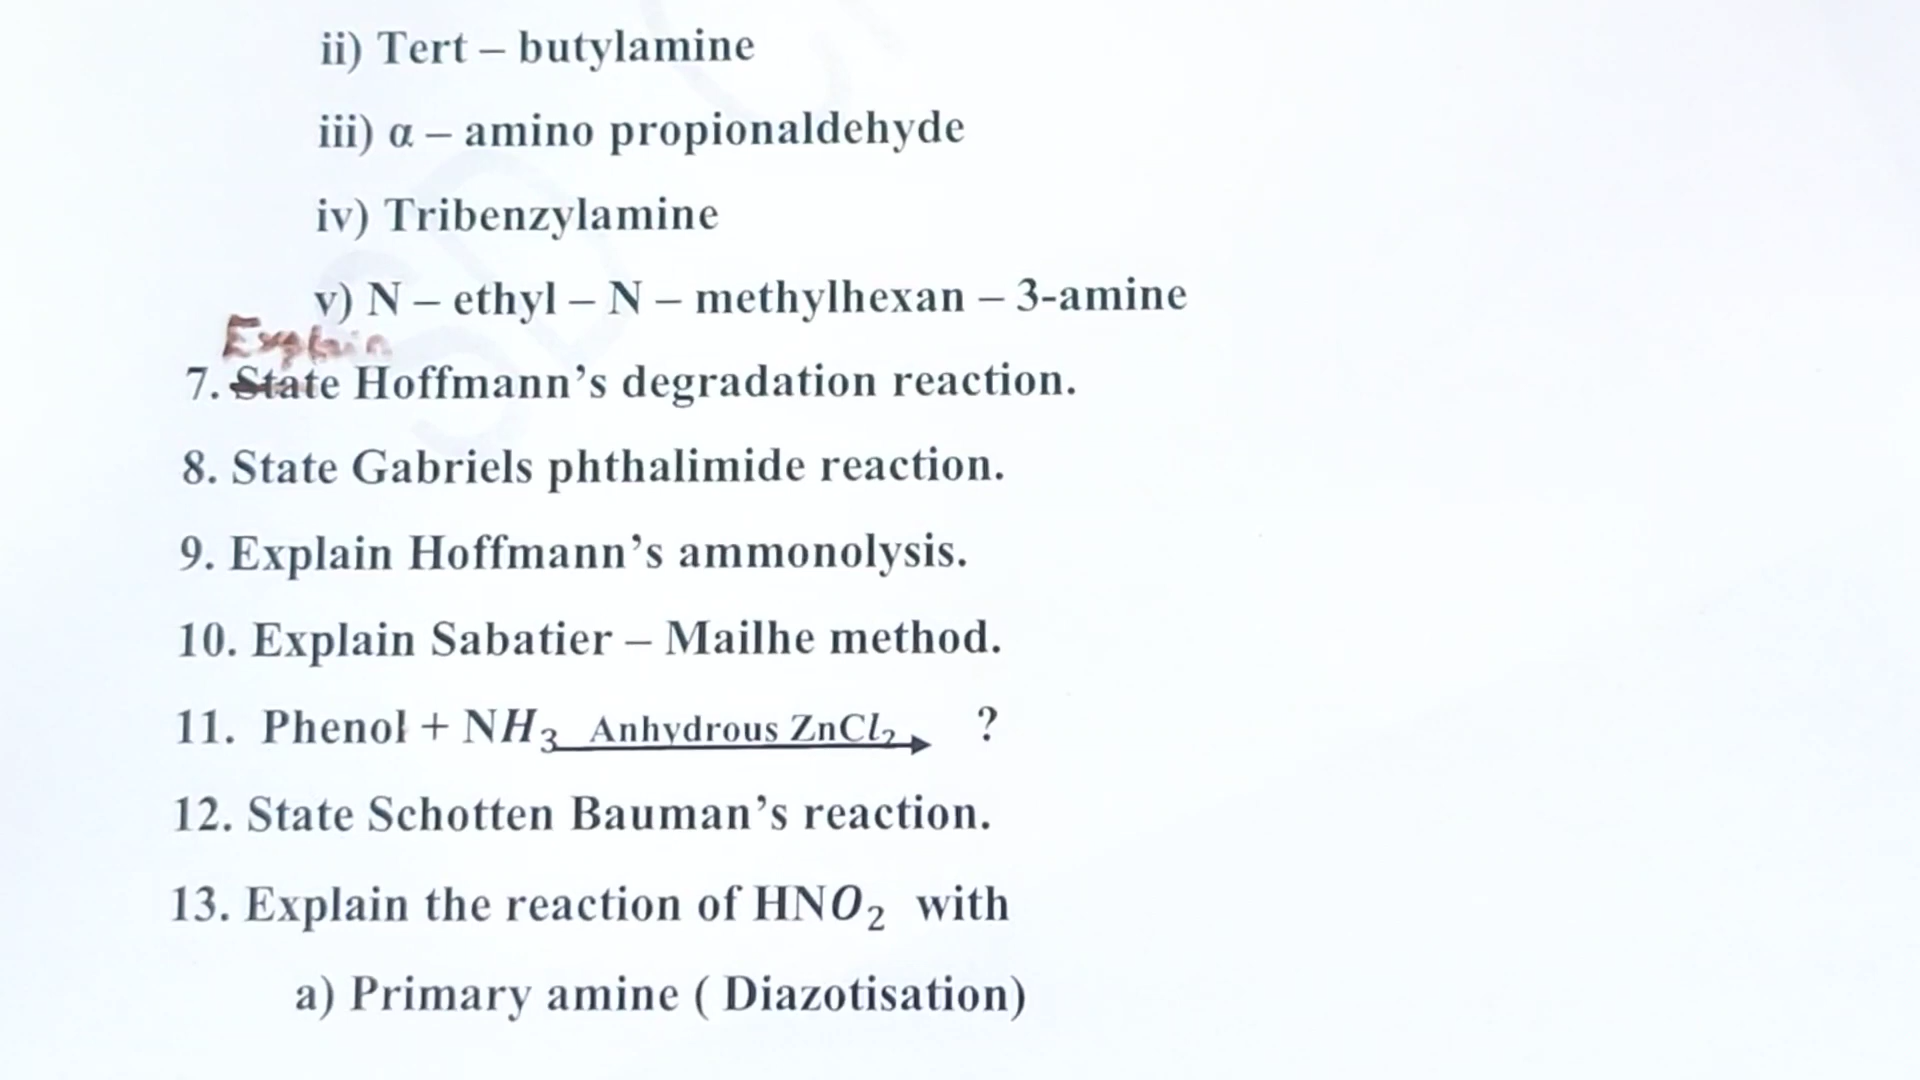 ii) Tert – butylamine
iii) α – amino propionaldehyde
iv) Tribenzylamine
v) N – ethyl – N – methylhexan – 3-amine
Explain
7. State Hoffmann’s degradation reaction.
8. State Gabriels phthalimide reaction.
9. Explain Hoffmann’s ammonolysis.
10. Explain Sabatier – Mailhe method.
11. Phenol + NH₃ Anhydrous ZnCl₂ ?
12. State Schotten Bauman’s reaction.
13. Explain the reaction of HNO₂ with
a) Primary amine ( Diazotisation)